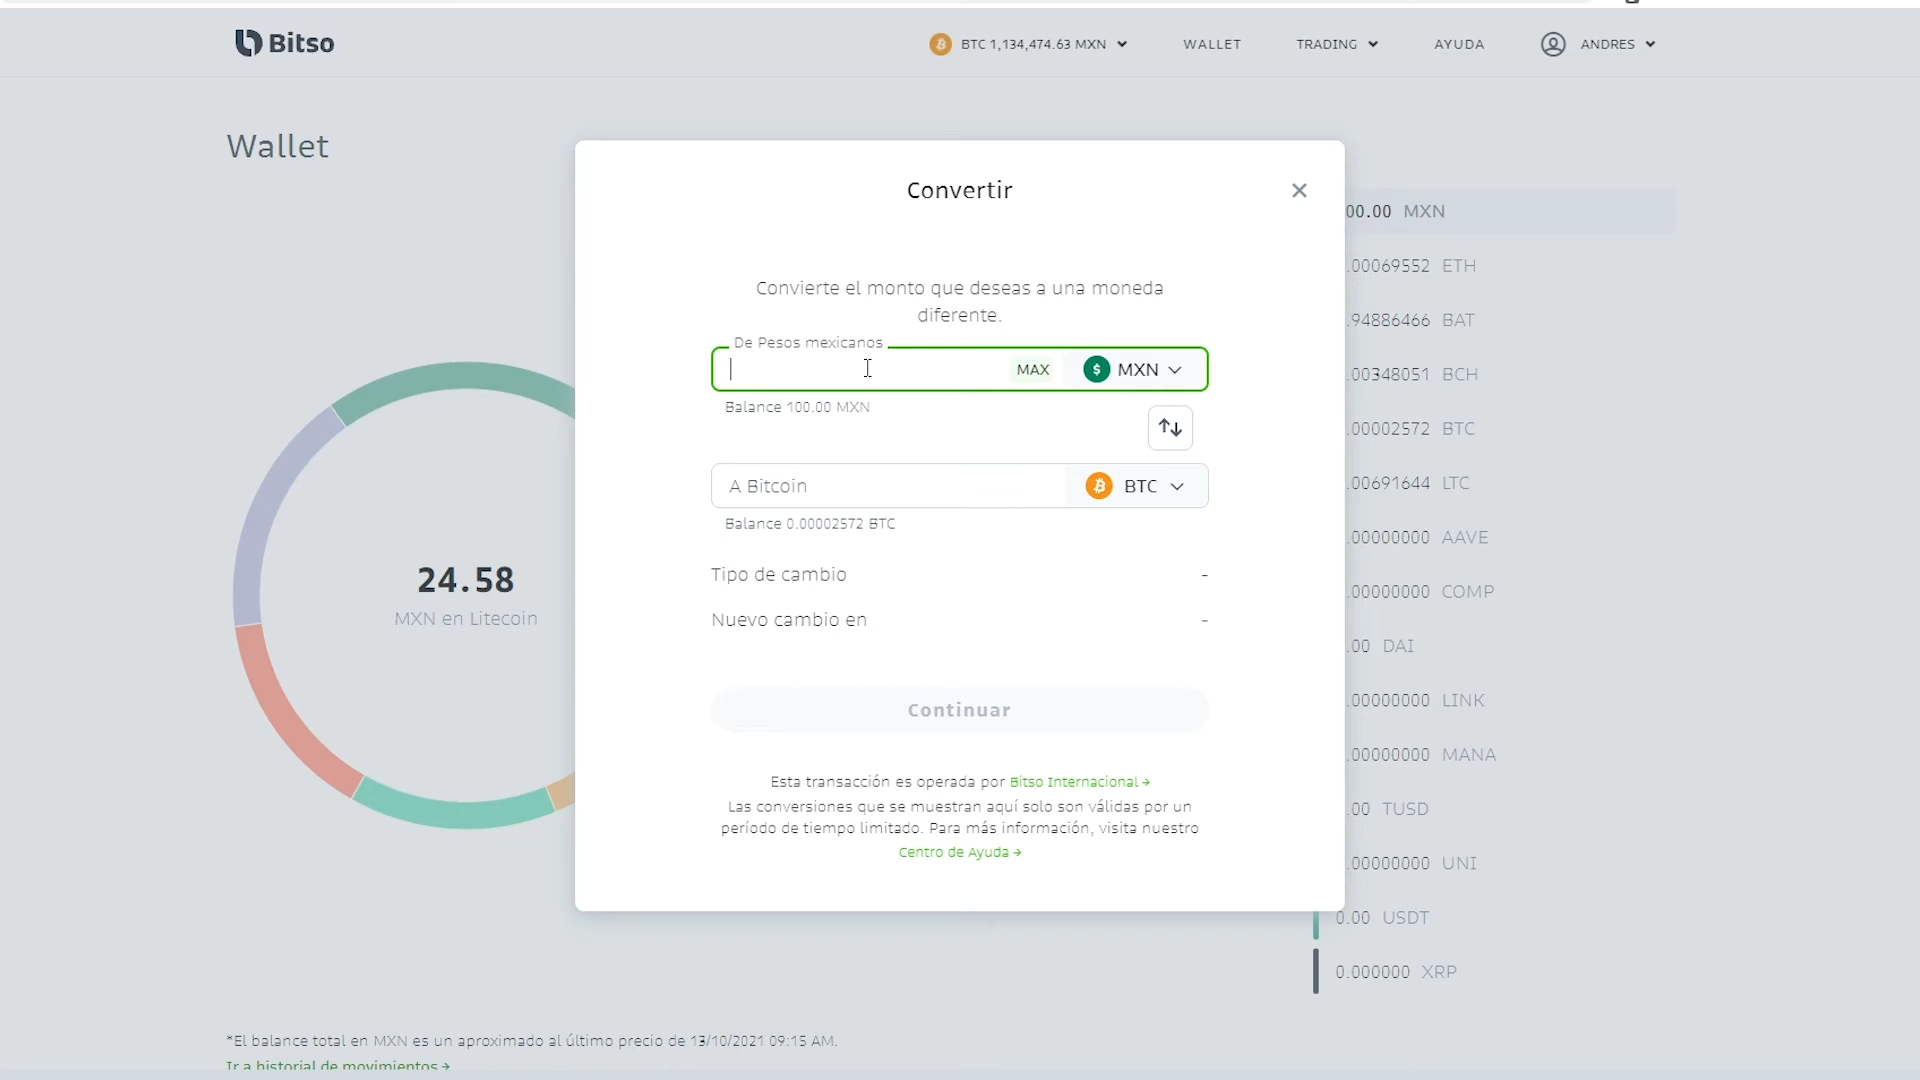 Bitso
BTC 1,134,474.63 MXN
WALLET
TRADING
AYUDA
ANDRES
Wallet
24.58
MXN en Litecoin
Convertir
Convierte el monto que deseas a una moneda
diferente.
De Pesos mexicanos
MAX
$ MXN
Balance 100.00 MXN
A Bitcoin
BTC
Balance 0.00002572 BTC
Tipo de cambio -
Nuevo cambio en -
Continuar
Esta transacción es operada por Bitso Internacional →
Las conversiones que se muestran aquí solo son válidas por un
período de tiempo limitado. Para más información, visita nuestro
Centro de Ayuda →
00.00 MXN
.00069552 ETH
.94886466 BAT
.00348051 BCH
.00002572 BTC
.00691644 LTC
.00000000 AAVE
.00000000 COMP
.00 DAI
.00000000 LINK
.00000000 MANA
.00 TUSD
.00000000 UNI
0.00 USDT
0.000000 XRP
*El balance total en MXN es un aproximado al último precio de 13/10/2021 09:15 AM.
Ir a historial de movimientos →